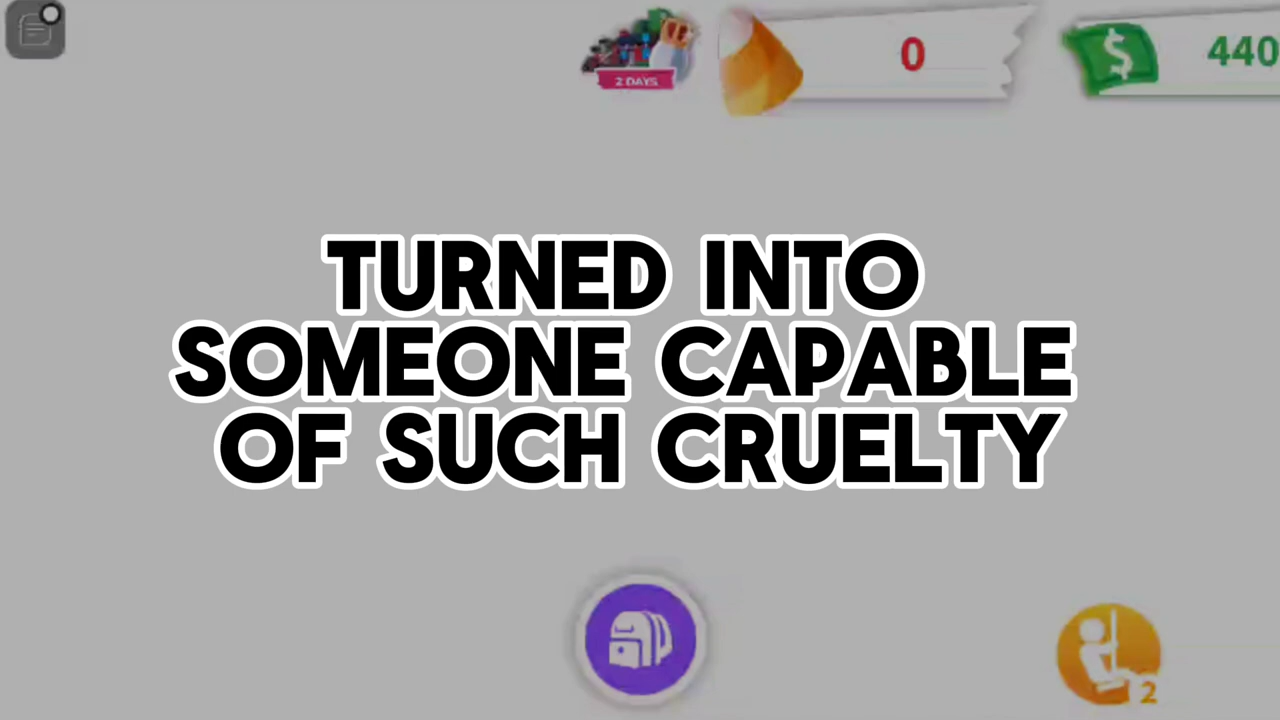 2 DAYS
0
440
TURNED INTO
SOMEONE CAPABLE
OF SUCH CRUELTY
2